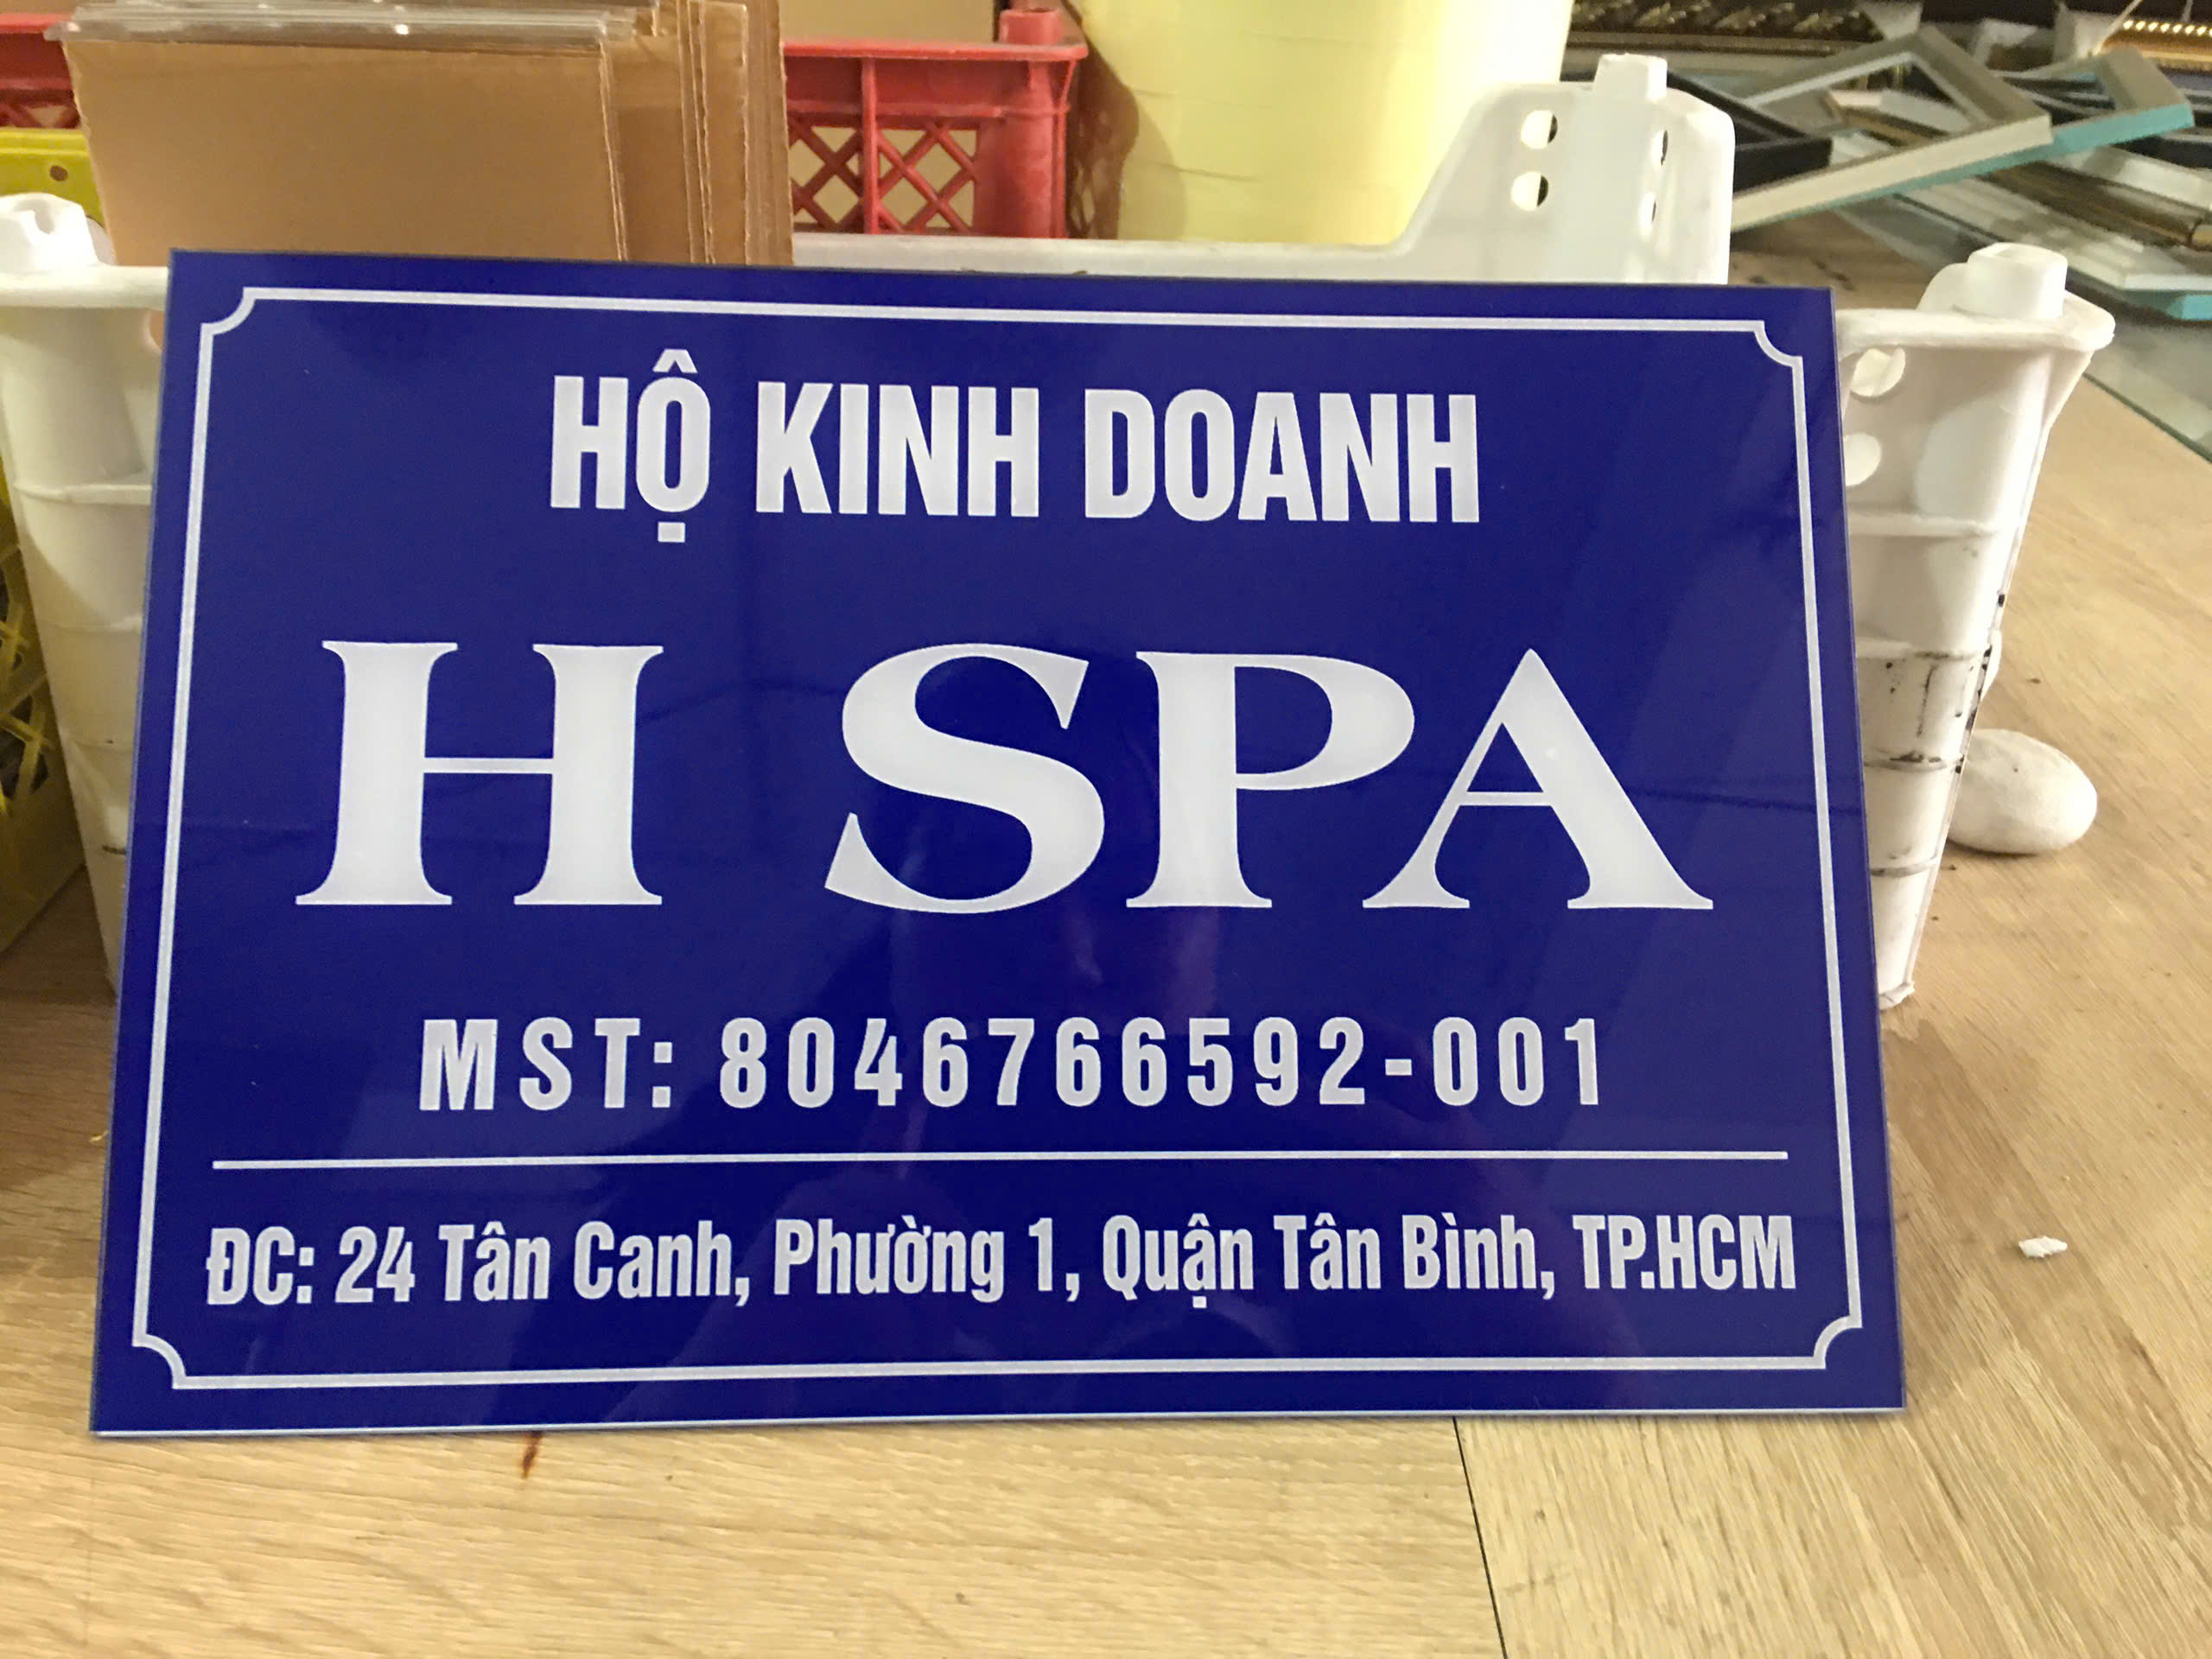 HỘ KINH DOANH
H SPA
MST: 8046766592-001
ĐC: 24 Tân Canh, Phường 1, Quận Tân Bình, TP.HCM